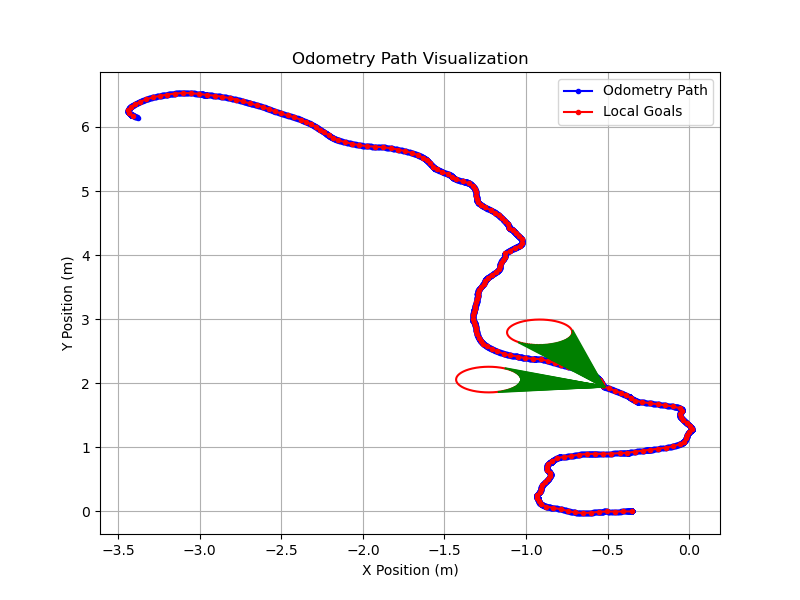 Odometry Path Visualization
Odometry Path
Local Goals
Y Position (m)
6
5
4
3
2
1
0
−3.5 −3.0 −2.5 −2.0 −1.5 −1.0 −0.5 0.0
X Position (m)